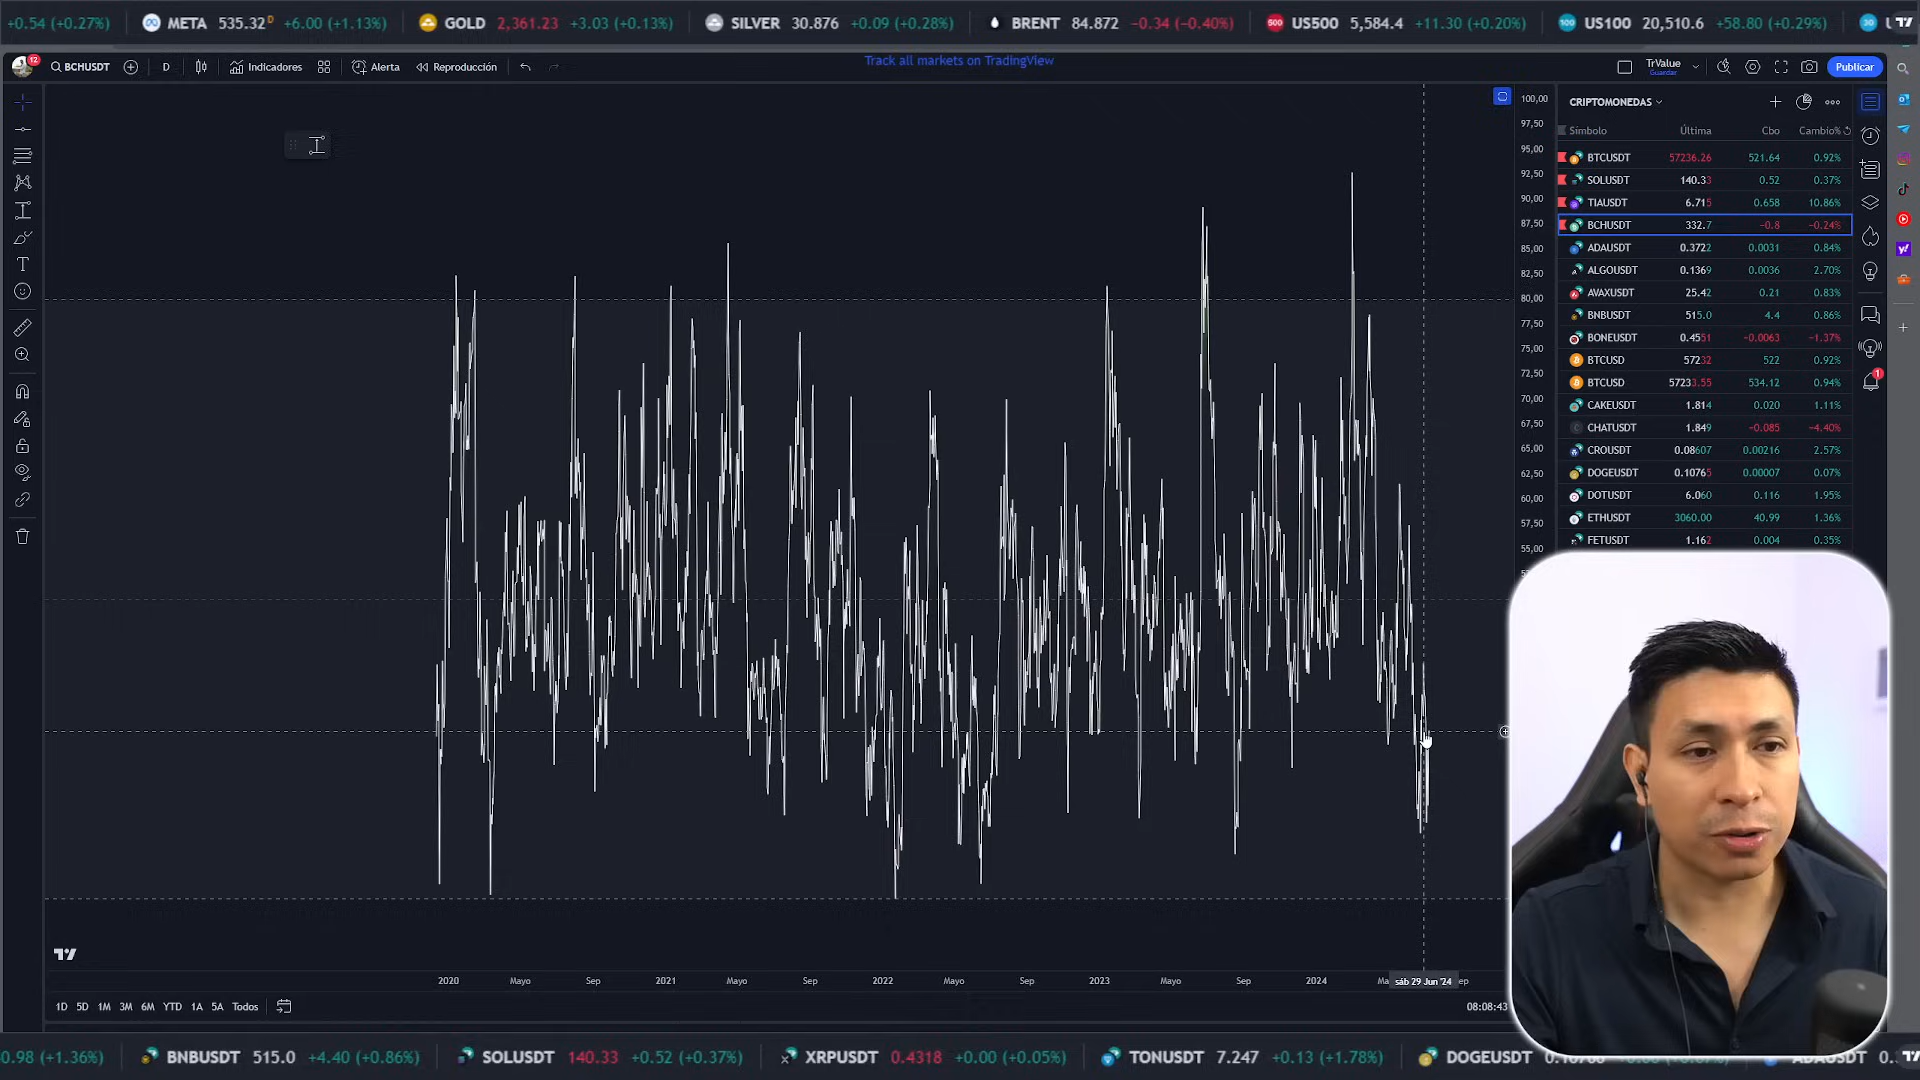 +0.54 (+0.27%) META 535.32D +6.00 (+1.13%) GOLD 2,361.23 +3.03 (+0.13%) SILVER 30.876 +0.09 (+0.28%) BRENT 84.872 −0.34 (−0.40%) 500 US500 5,584.4 +11.30 (+0.20%) 100 US100 20,510.6 +58.80 (+0.29%) 30
12 BCHUSDT D Indicadores Alerta Reproducción Track all markets on TradingView TrValue Guardar Publicar
CRIPTOMONEDAS
Símbolo Última Cbo Cambio%
BTCUSDT 57236.26 521.64 0.92%
SOLUSDT 140.33 0.52 0.37%
TIAUSDT 6.715 0.658 10.86%
BCHUSDT 332.7 −0.8 −0.24%
ADAUSDT 0.3722 0.0031 0.84%
ALGOUSDT 0.1369 0.0036 2.70%
AVAXUSDT 25.42 0.21 0.83%
BNBUSDT 515.0 4.4 0.86%
BONEUSDT 0.4551 −0.0063 −1.37%
BTCUSD 57232 522 0.92%
BTCUSD 57233.55 534.12 0.94%
CAKEUSDT 1.814 0.020 1.11%
CHATUSDT 1.849 −0.085 −4.40%
CROUSDT 0.08607 0.00216 2.57%
DOGEUSDT 0.10765 0.00007 0.07%
DOTUSDT 6.060 0.116 1.95%
ETHUSDT 3060.00 40.99 1.36%
FETUSDT 1.162 0.004 0.35%
1
100,00
97,50
95,00
92,50
90,00
87,50
85,00
82,50
80,00
77,50
75,00
72,50
70,00
67,50
65,00
62,50
60,00
57,50
55,00
2020 Mayo Sep 2021 Mayo Sep 2022 Mayo Sep 2023 Mayo Sep 2024 sáb 29 Jun '24
1D 5D 1M 3M 6M YTD 1A 5A Todos 08:08:43
0.98 (+1.36%) BNBUSDT 515.0 +4.40 (+0.86%) SOLUSDT 140.33 +0.52 (+0.37%) XRPUSDT 0.4318 +0.00 (+0.05%) TONUSDT 7.247 +0.13 (+1.78%) DOGEUSDT